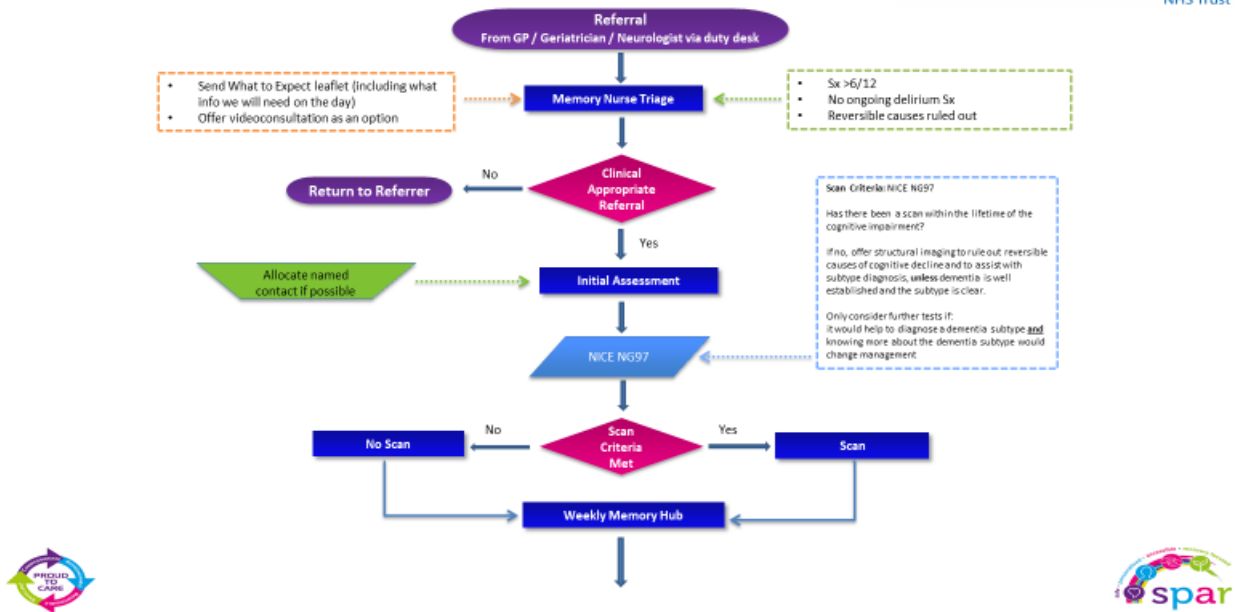 NHS Trust
Referral
From GP / Geriatrician / Neurologist via duty desk
• Send What to Expect leaflet (including what
info we will need on the day)
• Offer videoconsultation as an option
Memory Nurse Triage
• Sx >6/12
• No ongoing delirium Sx
• Reversible causes ruled out
Clinical
Appropriate
Referral
No
Return to Referrer
Yes
Scan Criteria: NICE NG97
Has there been a scan within the lifetime of the
cognitive impairment?
If no, offer structural imaging to rule out reversible
causes of cognitive decline and to assist with
subtype diagnosis, unless dementia is well
established and the subtype is clear.
Only consider further tests if:
it would help to diagnose a dementia subtype and
knowing more about the dementia subtype would
change management
Allocate named
contact if possible
Initial Assessment
NICE NG97
Scan
Criteria
Met
No
Yes
No Scan
Scan
Weekly Memory Hub
PROUD
TO
CARE
spar